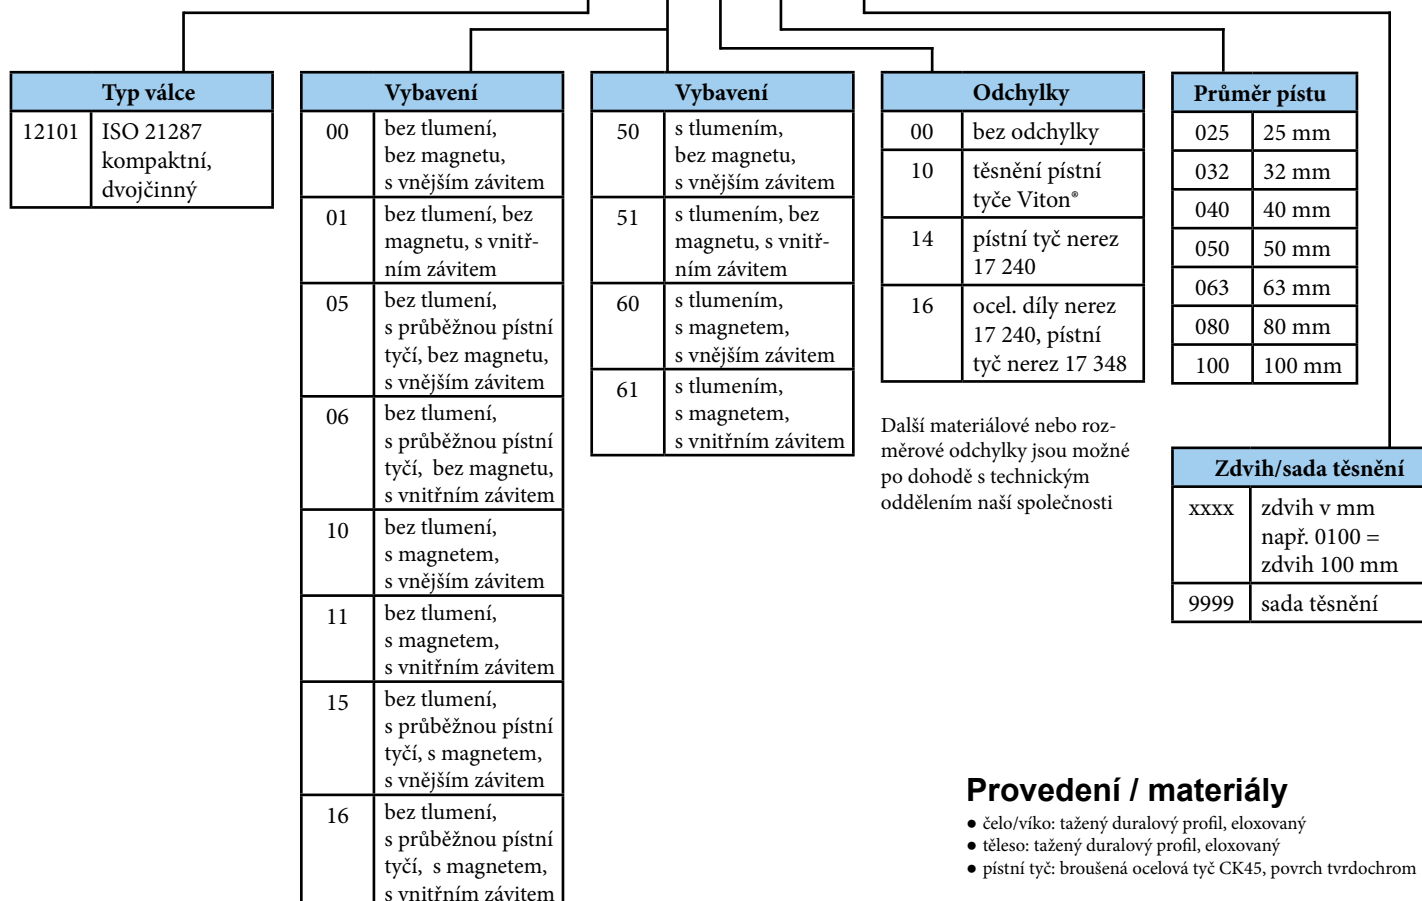 Typ válce
12101 ISO 21287
kompaktní,
dvojčinný
Vybavení
00 bez tlumení,
bez magnetu,
s vnějším závitem
01 bez tlumení, bez
magnetu, s vnitř-
ním závitem
05 bez tlumení,
s průběžnou pístní
tyčí, bez magnetu,
s vnějším závitem
06 bez tlumení,
s průběžnou pístní
tyčí, bez magnetu,
s vnitřním závitem
10 bez tlumení,
s magnetem,
s vnějším závitem
11 bez tlumení,
s magnetem,
s vnitřním závitem
15 bez tlumení,
s průběžnou pístní
tyčí, s magnetem,
s vnějším závitem
16 bez tlumení,
s průběžnou pístní
tyčí, s magnetem,
s vnitřním závitem
Vybavení
50 s tlumením,
bez magnetu,
s vnějším závitem
51 s tlumením, bez
magnetu, s vnitř-
ním závitem
60 s tlumením,
s magnetem,
s vnějším závitem
61 s tlumením,
s magnetem,
s vnitřním závitem
Odchylky
00 bez odchylky
10 těsnění pístní
tyče Viton®
14 pístní tyč nerez
17 240
16 ocel. díly nerez
17 240, pístní
tyč nerez 17 348
Další materiálové nebo roz-
měrové odchylky jsou možné
po dohodě s technickým
oddělením naší společnosti
Průměr pístu
025 25 mm
032 32 mm
040 40 mm
050 50 mm
063 63 mm
080 80 mm
100 100 mm
Zdvih/sada těsnění
xxxx zdvih v mm
např. 0100 =
zdvih 100 mm
9999 sada těsnění
Provedení / materiály
● čelo/víko: tažený duralový profil, eloxovaný
● těleso: tažený duralový profil, eloxovaný
● pístní tyč: broušená ocelová tyč CK45, povrch tvrdochrom